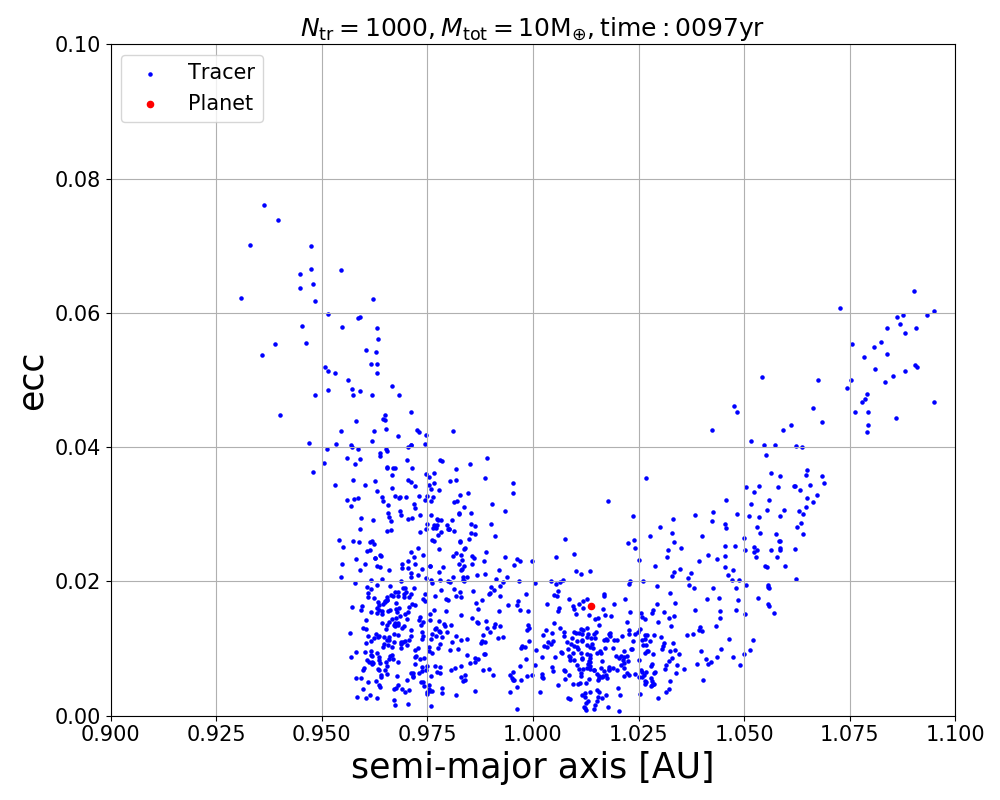 N_tr = 1000, M_tot = 10M_⊕, time : 0097yr
0.10
Tracer
Planet
0.08
0.06
ecc
0.04
0.02
0.00
0.900 0.925 0.950 0.975 1.000 1.025 1.050 1.075 1.100
semi-major axis [AU]